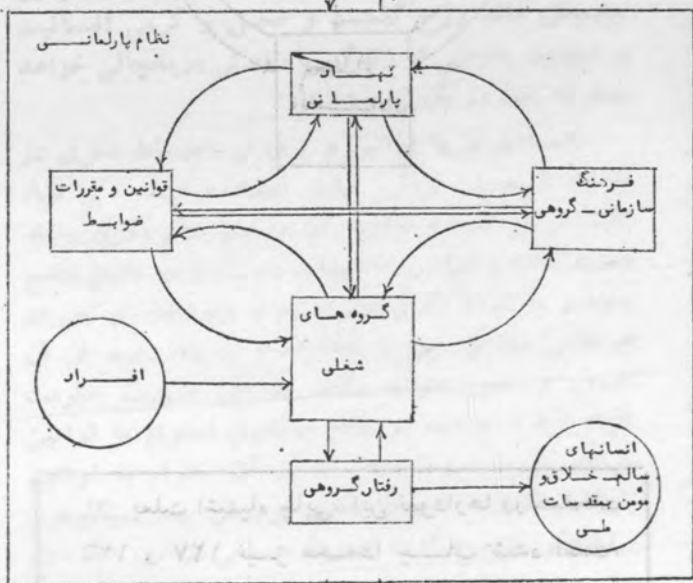 نظام پارلمانی
نهاد
پارلمانی
قوانین و مقررات
ضوابط
فرهنگ
سازمانی - گروهی
گروه های
شغلی
افراد
رفتار گروهی
انسانهای
خلاق و
مومن بمقدسات
ملی